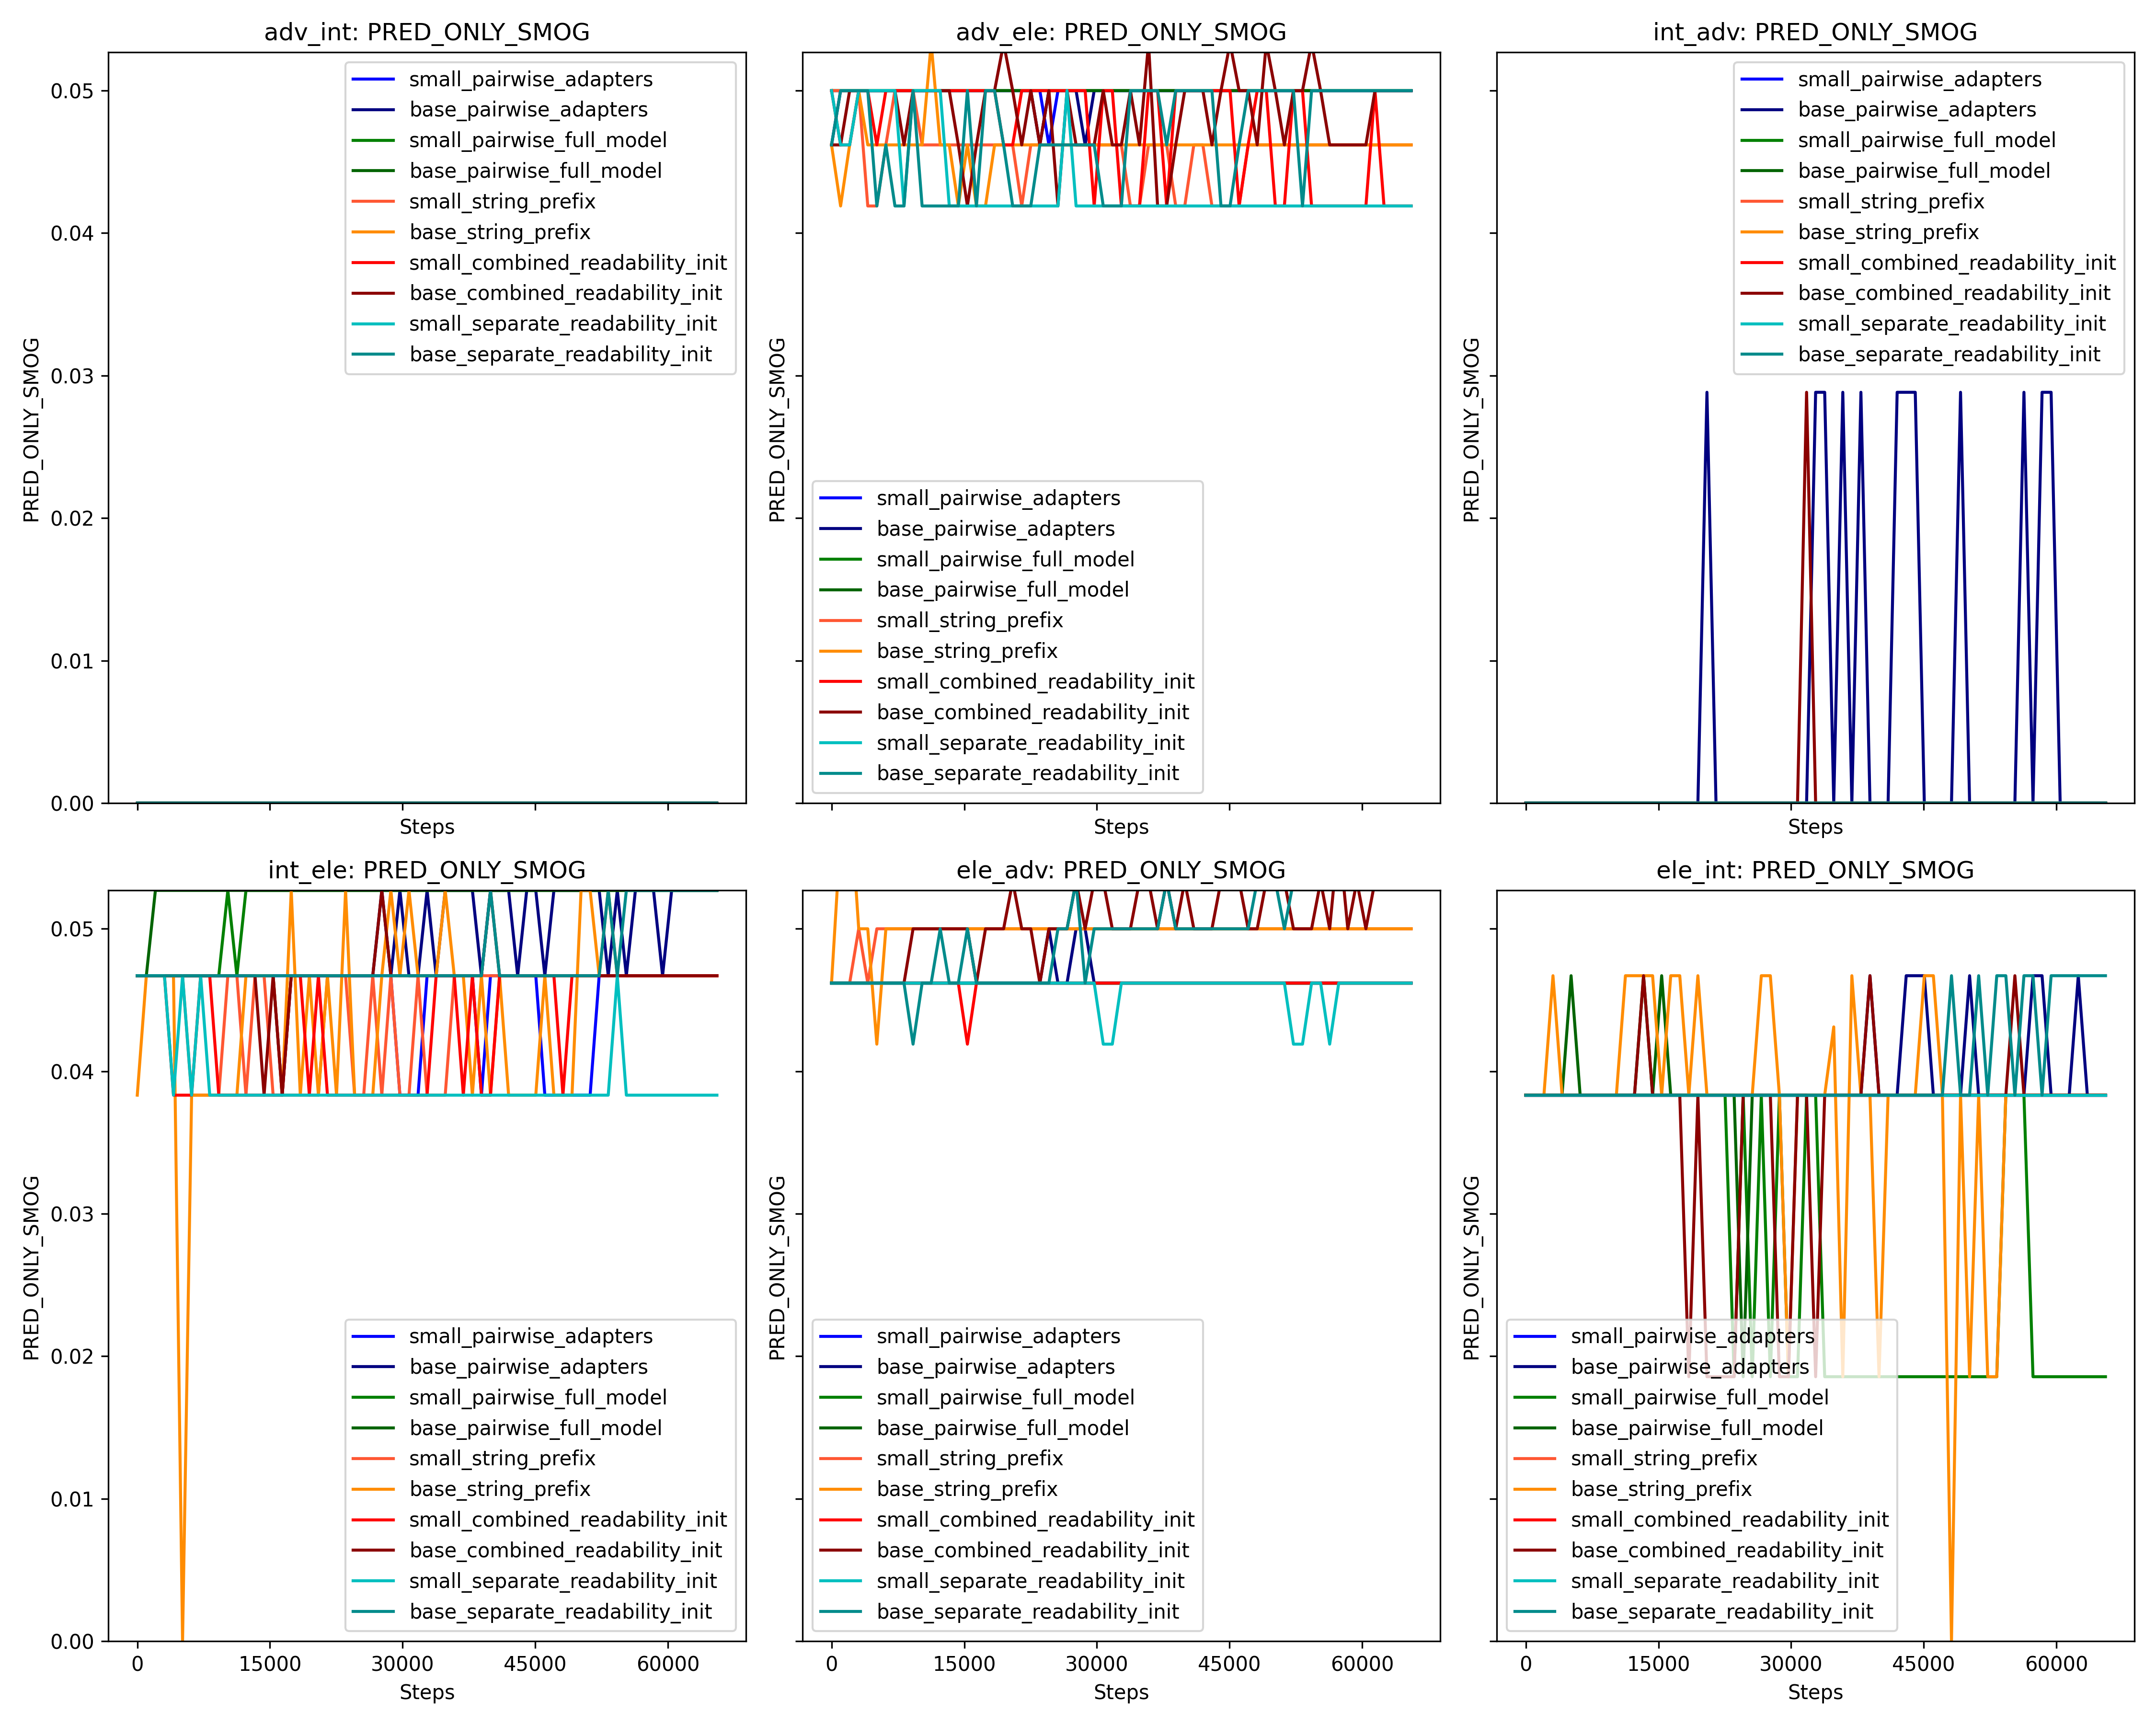 adv_int: PRED_ONLY_SMOG
adv_ele: PRED_ONLY_SMOG
int_adv: PRED_ONLY_SMOG
PRED_ONLY_SMOG
0.05
0.04
0.03
0.02
0.01
0.00
small_pairwise_adapters
base_pairwise_adapters
small_pairwise_full_model
base_pairwise_full_model
small_string_prefix
base_string_prefix
small_combined_readability_init
base_combined_readability_init
small_separate_readability_init
base_separate_readability_init
Steps
PRED_ONLY_SMOG
small_pairwise_adapters
base_pairwise_adapters
small_pairwise_full_model
base_pairwise_full_model
small_string_prefix
base_string_prefix
small_combined_readability_init
base_combined_readability_init
small_separate_readability_init
base_separate_readability_init
Steps
PRED_ONLY_SMOG
small_pairwise_adapters
base_pairwise_adapters
small_pairwise_full_model
base_pairwise_full_model
small_string_prefix
base_string_prefix
small_combined_readability_init
base_combined_readability_init
small_separate_readability_init
base_separate_readability_init
Steps
int_ele: PRED_ONLY_SMOG
ele_adv: PRED_ONLY_SMOG
ele_int: PRED_ONLY_SMOG
PRED_ONLY_SMOG
0.05
0.04
0.03
0.02
0.01
0.00
small_pairwise_adapters
base_pairwise_adapters
small_pairwise_full_model
base_pairwise_full_model
small_string_prefix
base_string_prefix
small_combined_readability_init
base_combined_readability_init
small_separate_readability_init
base_separate_readability_init
0 15000 30000 45000 60000
Steps
PRED_ONLY_SMOG
small_pairwise_adapters
base_pairwise_adapters
small_pairwise_full_model
base_pairwise_full_model
small_string_prefix
base_string_prefix
small_combined_readability_init
base_combined_readability_init
small_separate_readability_init
base_separate_readability_init
0 15000 30000 45000 60000
Steps
PRED_ONLY_SMOG
small_pairwise_adapters
base_pairwise_adapters
small_pairwise_full_model
base_pairwise_full_model
small_string_prefix
base_string_prefix
small_combined_readability_init
base_combined_readability_init
small_separate_readability_init
base_separate_readability_init
0 15000 30000 45000 60000
Steps